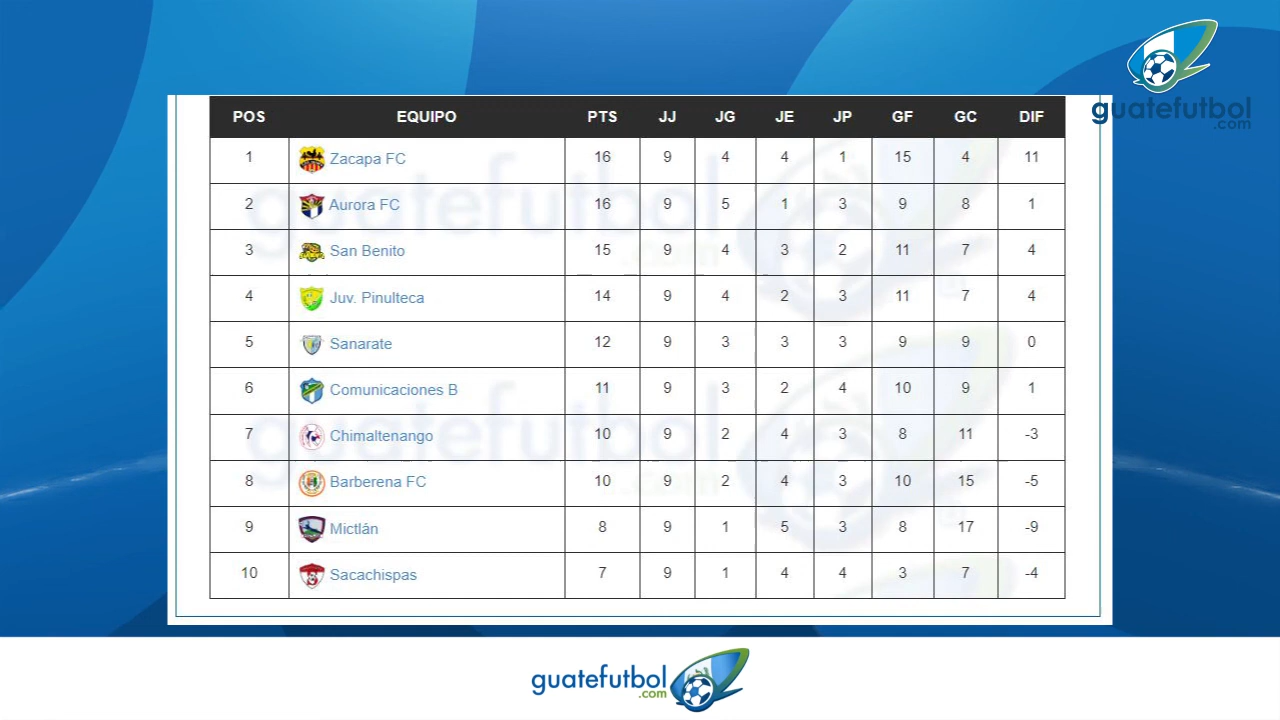 guatefutbol
.com
POS EQUIPO PTS JJ JG JE JP GF GC DIF
1 Zacapa FC 16 9 4 4 1 15 4 11
2 Aurora FC 16 9 5 1 3 9 8 1
3 San Benito 15 9 4 3 2 11 7 4
4 Juv. Pinulteca 14 9 4 2 3 11 7 4
5 Sanarate 12 9 3 3 3 9 9 0
6 Comunicaciones B 11 9 3 2 4 10 9 1
7 Chimaltenango 10 9 2 4 3 8 11 -3
8 Barberena FC 10 9 2 4 3 10 15 -5
9 Mictlán 8 9 1 5 3 8 17 -9
10 Sacachispas 7 9 1 4 4 3 7 -4
guatefutbol
.com
guatefutbol
.com
guatefutbol
.com